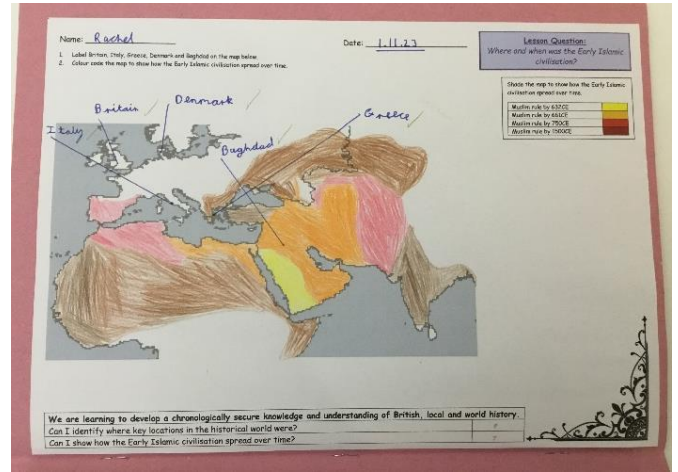 Name: Rachel
Date: 1.11.23
Lesson Question:
Where and when was the Early Islamic
civilisation?
1. Label Britain, Italy, Greece, Denmark and Baghdad on the map below
2. Colour code the map to show how the Early Islamic civilisation spread over time.
Shade the map to show how the Early Islamic
civilisation spread over time.
Muslim rule by 632CE
Muslim rule by 661CE
Muslim rule by 750CE
Muslim rule by 1500CE
Britain
Denmark
Greece
Italy
Baghdad
We are learning to develop a chronologically secure knowledge and understanding of British, local and world history.
Can I identify where key locations in the historical world were?
Can I show how the Early Islamic civilisation spread over time?